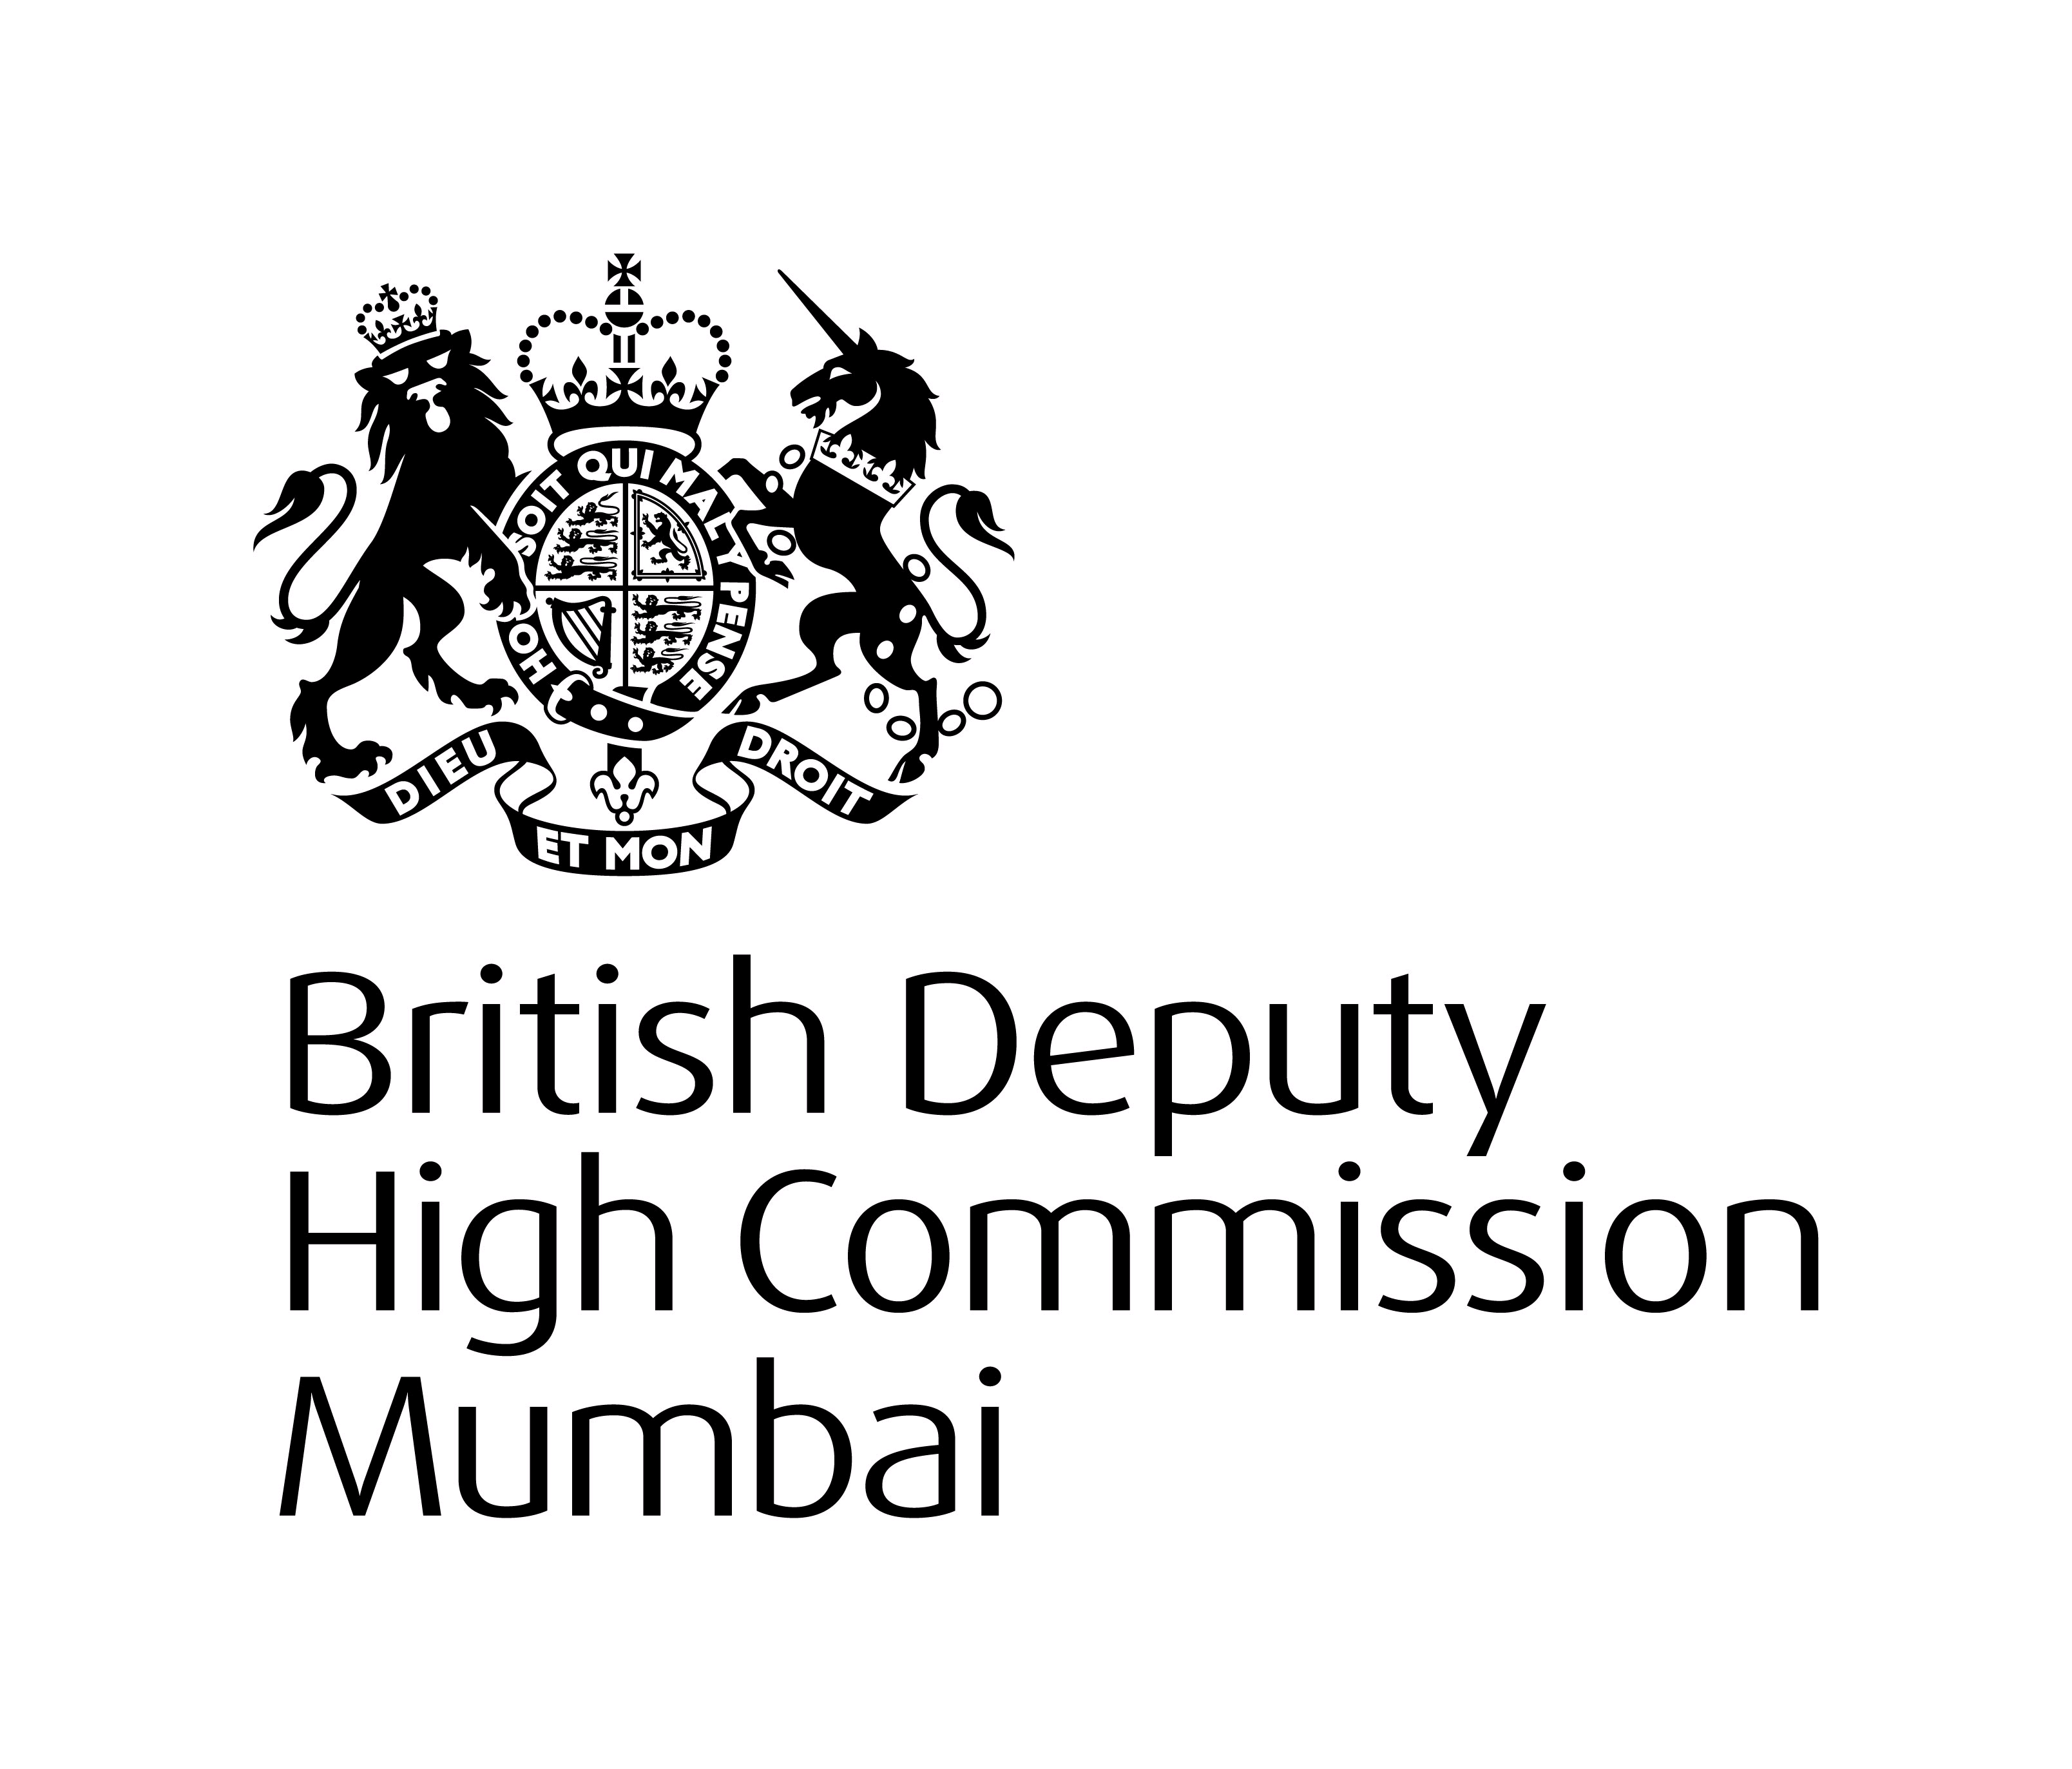 HONI SOIT QUI MAL Y PENSE
DIEU ET MON DROIT
British Deputy
High Commission
Mumbai